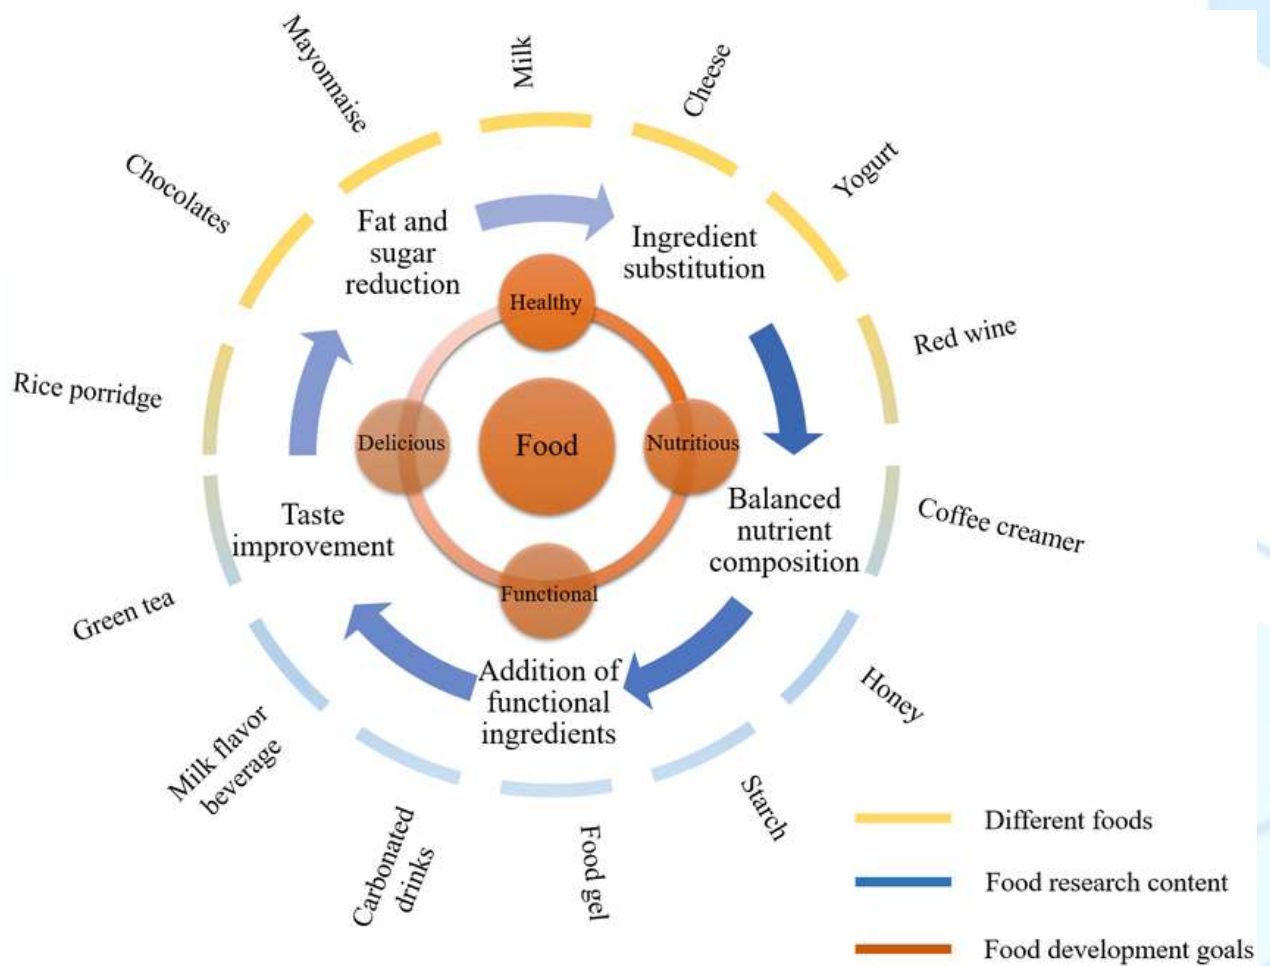 Milk
Cheese
Yogurt
Red wine
Coffee creamer
Honey
Starch
Food gel
Carbonated
drinks
Milk flavor
beverage
Green tea
Rice porridge
Chocolates
Mayonnaise
Fat and
sugar
reduction
Ingredient
substitution
Balanced
nutrient
composition
Addition of
functional
ingredients
Taste
improvement
Healthy
Nutritious
Functional
Delicious
Food
Different foods
Food research content
Food development goals